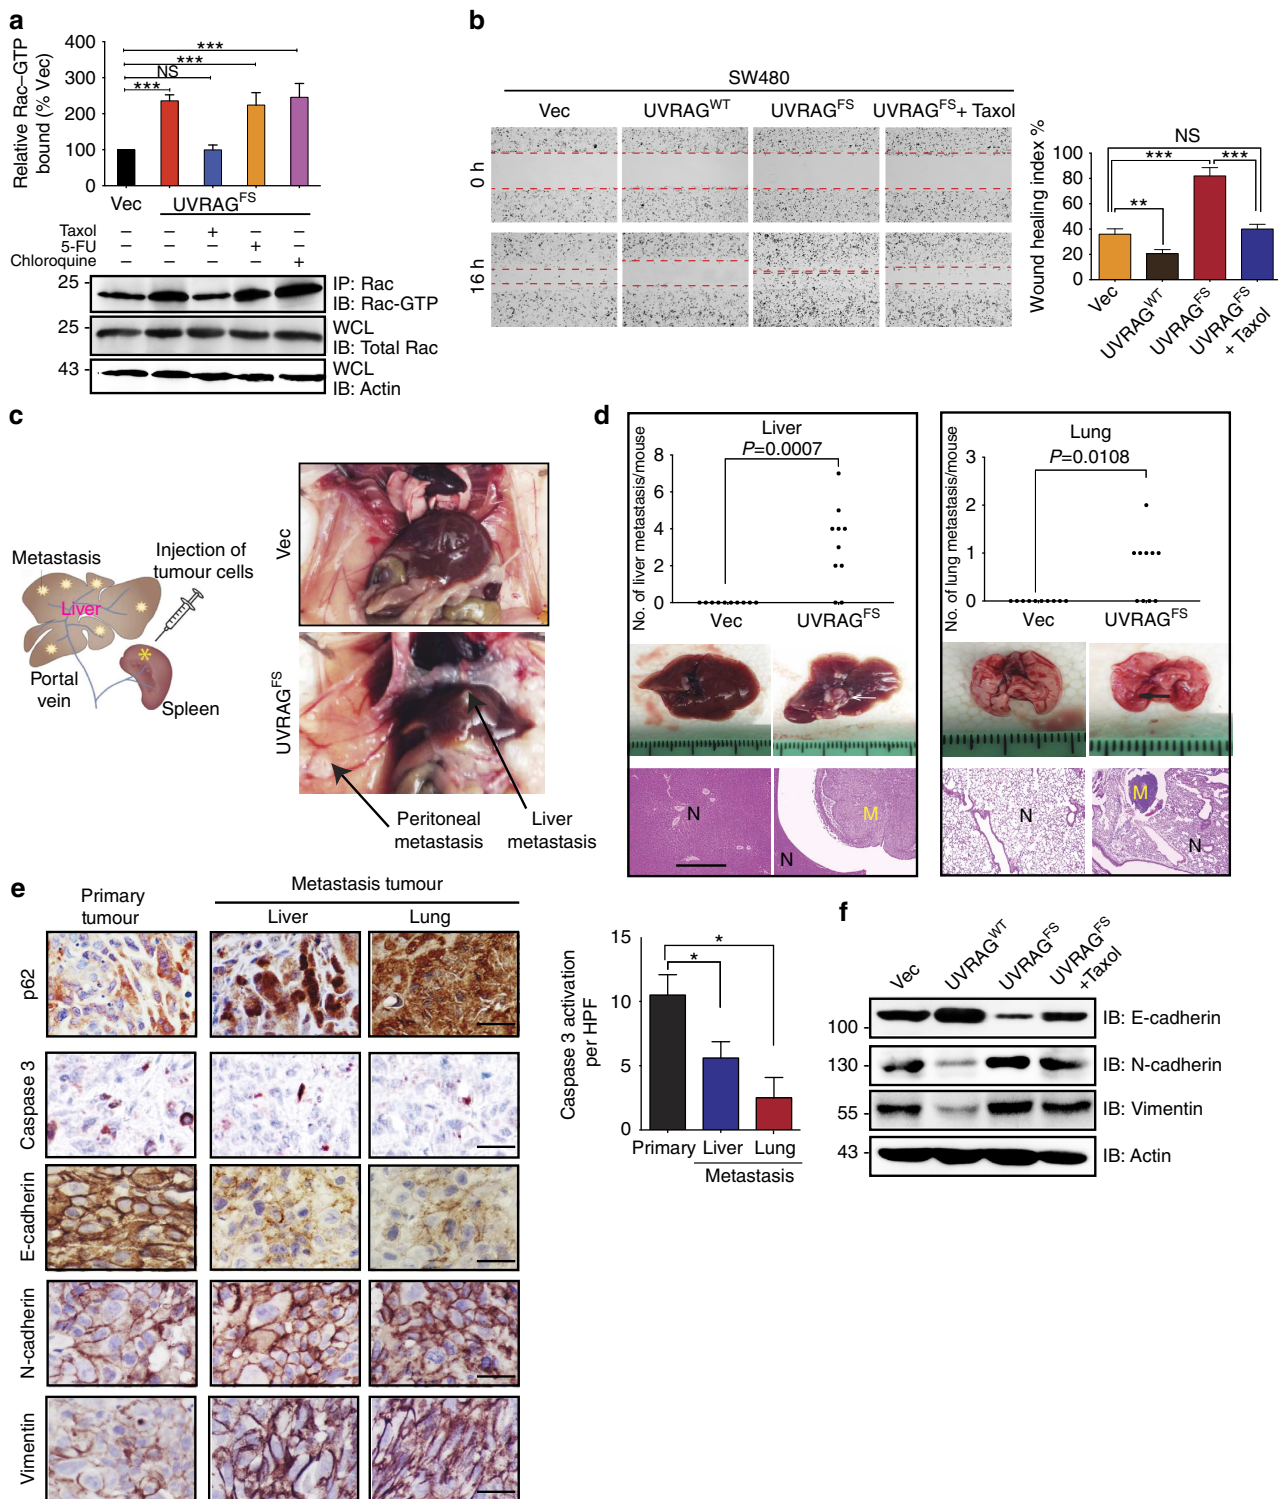 a
Relative Rac–GTP
bound (% Vec)
400
300
200
100
0
***
***
NS
***
Vec
UVRAG^FS
Taxol – – + – –
5-FU – – – + –
Chloroquine – – – – +
25
IP: Rac
IB: Rac-GTP
25
WCL
IB: Total Rac
43
WCL
IB: Actin
b
SW480
Vec
UVRAG^WT
UVRAG^FS
UVRAG^FS + Taxol
0 h
16 h
Wound healing index %
100
80
60
40
20
0
NS
***
***
**
Vec
UVRAG^WT
UVRAG^FS
UVRAG^FS
+ Taxol
c
Metastasis
Injection of
tumour cells
Liver
Portal
vein
Spleen
Vec
UVRAG^FS
Peritoneal
metastasis
Liver
metastasis
d
Liver
P=0.0007
No. of liver metastasis/mouse
8
6
4
2
0
Vec
UVRAG^FS
N
M
N
Lung
P=0.0108
No. of lung metastasis/mouse
3
2
1
0
Vec
UVRAG^FS
N
M
N
e
Primary
tumour
Metastasis tumour
Liver
Lung
p62
Caspase 3
E-cadherin
N-cadherin
Vimentin
Caspase 3 activation
per HPF
15
10
5
0
*
*
Primary
Liver
Lung
Metastasis
f
Vec
UVRAG^WT
UVRAG^FS
UVRAG^FS
+Taxol
100
IB: E-cadherin
130
IB: N-cadherin
55
IB: Vimentin
43
IB: Actin